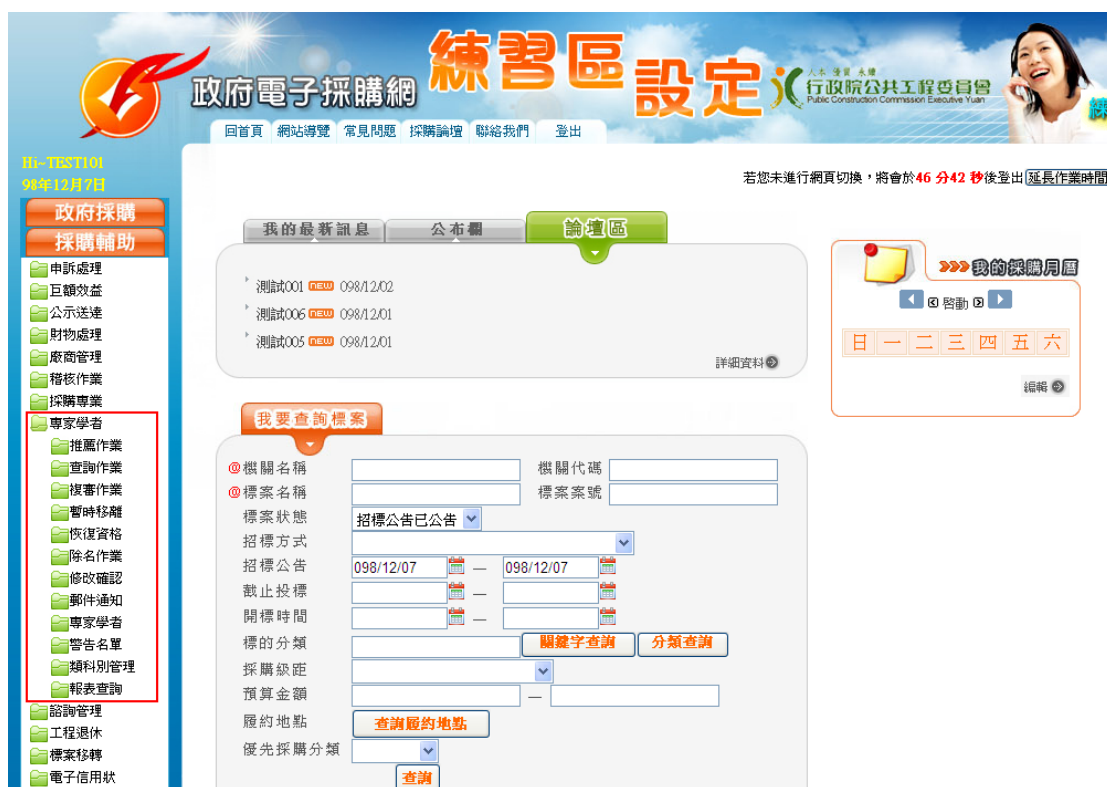 政府電子採購網
練習區設定
人本 優質 永續
行政院公共工程委員會
Public Construction Commission Executive Yuan
回首頁 網站導覽 常見問題 採購論壇 聯絡我們 登出
Hi~TEST101
98年12月7日
若您未進行網頁切換,將會於46 分42 秒後登出 延長作業時間
政府採購
採購輔助
申訴處理
巨額效益
公示送達
財物處理
廠商管理
稽核作業
採購專業
專家學者
推薦作業
查詢作業
複審作業
暫時移離
恢復資格
除名作業
修改確認
郵件通知
專家學者
警告名單
類科別管理
報表查詢
諮詢管理
工程退休
標案移轉
電子信用狀
我的最新訊息 公布欄 論壇區
測試001 new 098/12/02
測試006 new 098/12/01
測試005 new 098/12/01
詳細資料
我的採購月曆
啓動
日 一 二 三 四 五 六
編輯
我要查詢標案
@機關名稱 機關代碼
@標案名稱 標案案號
標案狀態 招標公告已公告
招標方式
招標公告 098/12/07 — 098/12/07
截止投標 —
開標時間 —
標的分類 關鍵字查詢 分類查詢
採購級距
預算金額 —
履約地點 查詢履約地點
優先採購分類
查詢